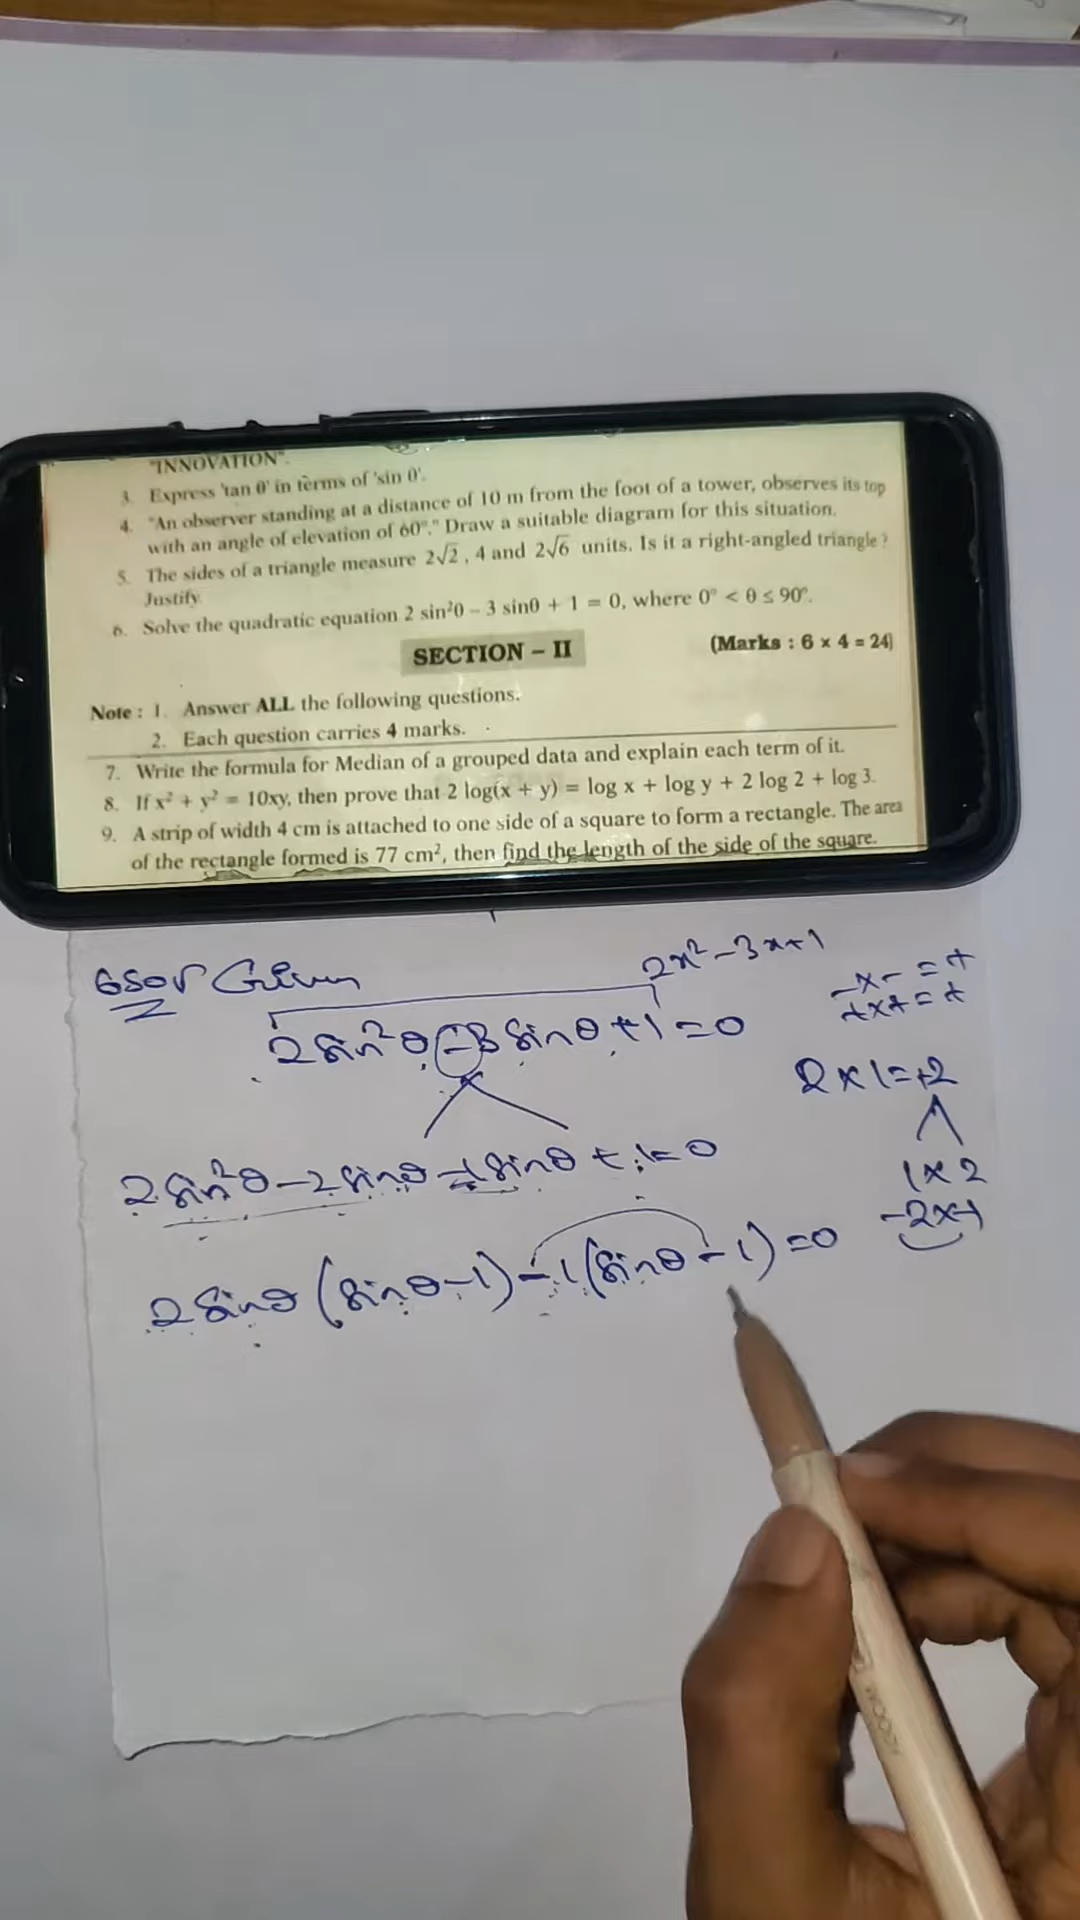 "INNOVATION".
3. Express 'tan θ' in terms of 'sin θ'.
4. "An observer standing at a distance of 10 m from the foot of a tower, observes its top
with an angle of elevation of 60°." Draw a suitable diagram for this situation.
5. The sides of a triangle measure 2√2, 4 and 2√6 units. Is it a right-angled triangle?
Justify.
6. Solve the quadratic equation 2 sin²θ - 3 sinθ + 1 = 0, where 0° < θ ≤ 90°.
SECTION - II
(Marks : 6 x 4 = 24)
Note : 1. Answer ALL the following questions.
2. Each question carries 4 marks.
7. Write the formula for Median of a grouped data and explain each term of it.
8. If x² + y² = 10xy, then prove that 2 log(x + y) = log x + log y + 2 log 2 + log 3.
9. A strip of width 4 cm is attached to one side of a square to form a rectangle. The area
of the rectangle formed is 77 cm², then find the length of the side of the square.
Given
2x²-3x+1
-x- = +
+x+ = +
2sin²θ-3sinθ+1=0
2x1=+2
2sin²θ-2sinθ-1sinθ+1=0
1x2
-2x-1
2sinθ(sinθ-1)-1(sinθ-1)=0